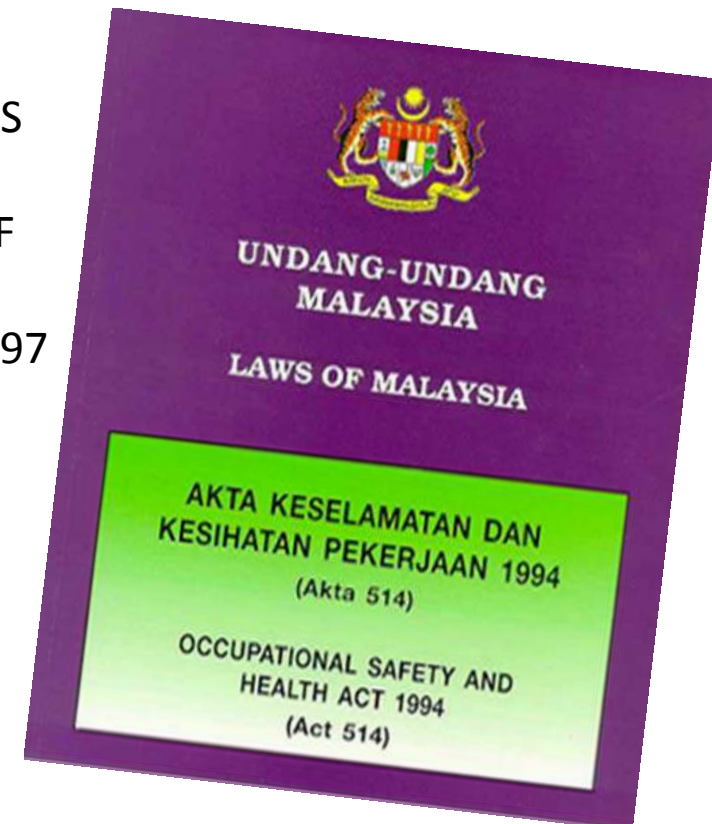 S
F
97
UNDANG-UNDANG
MALAYSIA
LAWS OF MALAYSIA
AKTA KESELAMATAN DAN
KESIHATAN PEKERJAAN 1994
(Akta 514)
OCCUPATIONAL SAFETY AND
HEALTH ACT 1994
(Act 514)